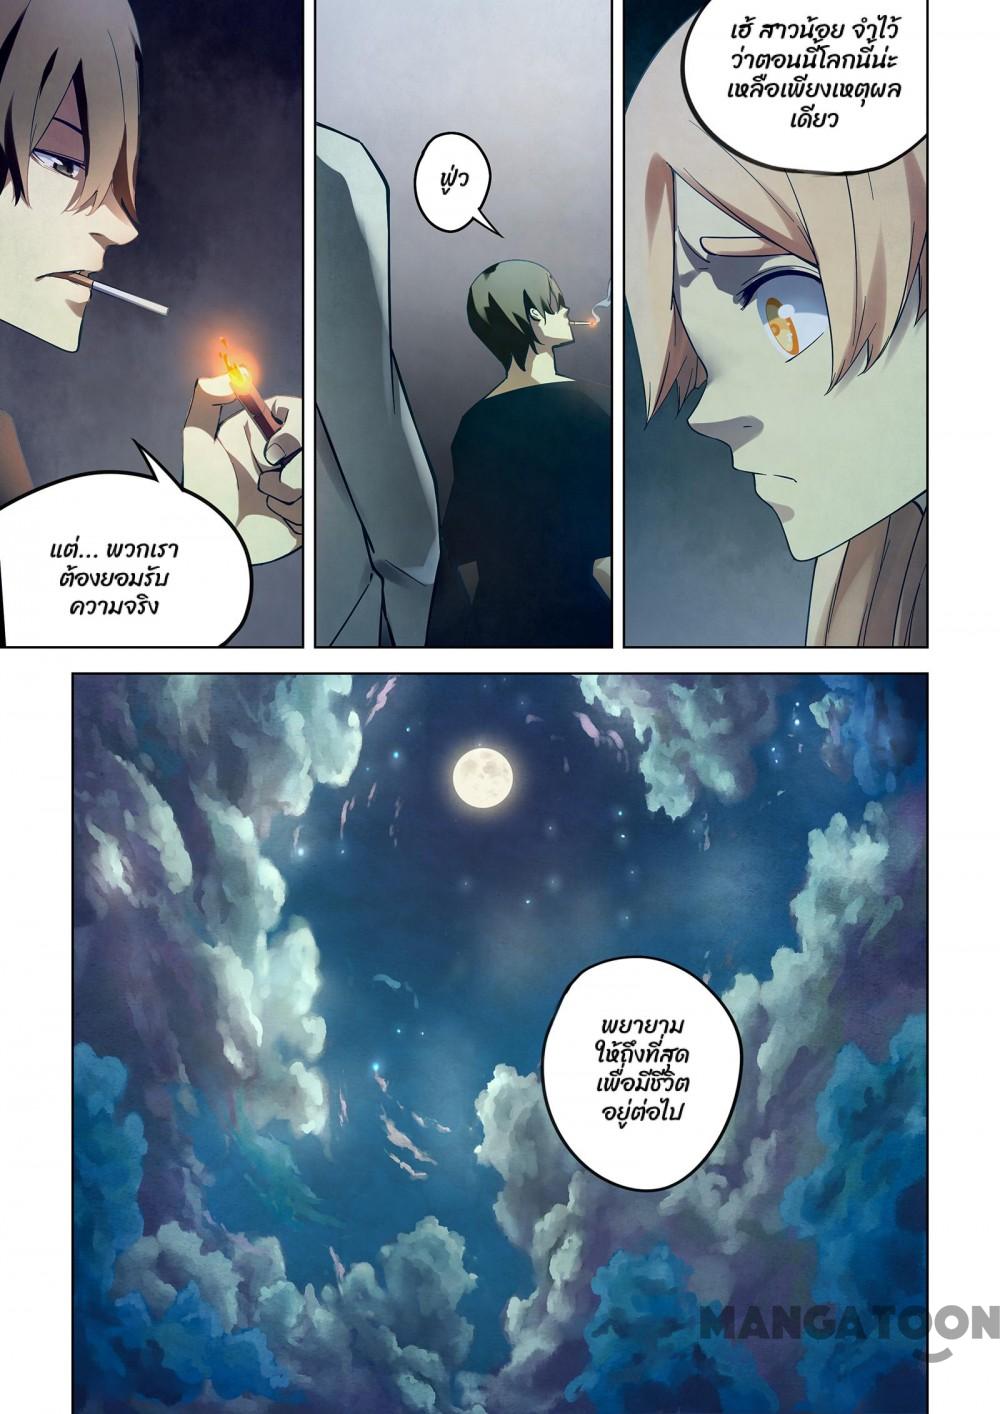 แต่... พวกเรา
ต้องยอมรับ
ความจริง
ฟู่ว
เฮ้ สาวน้อย จำไว้
ว่าตอนนี้โลกนี้น่ะ
เหลือเพียงเหตุผล
เดียว
พยายาม
ให้ถึงที่สุด
เพื่อมีชีวิต
อยู่ต่อไป
MANGATOON